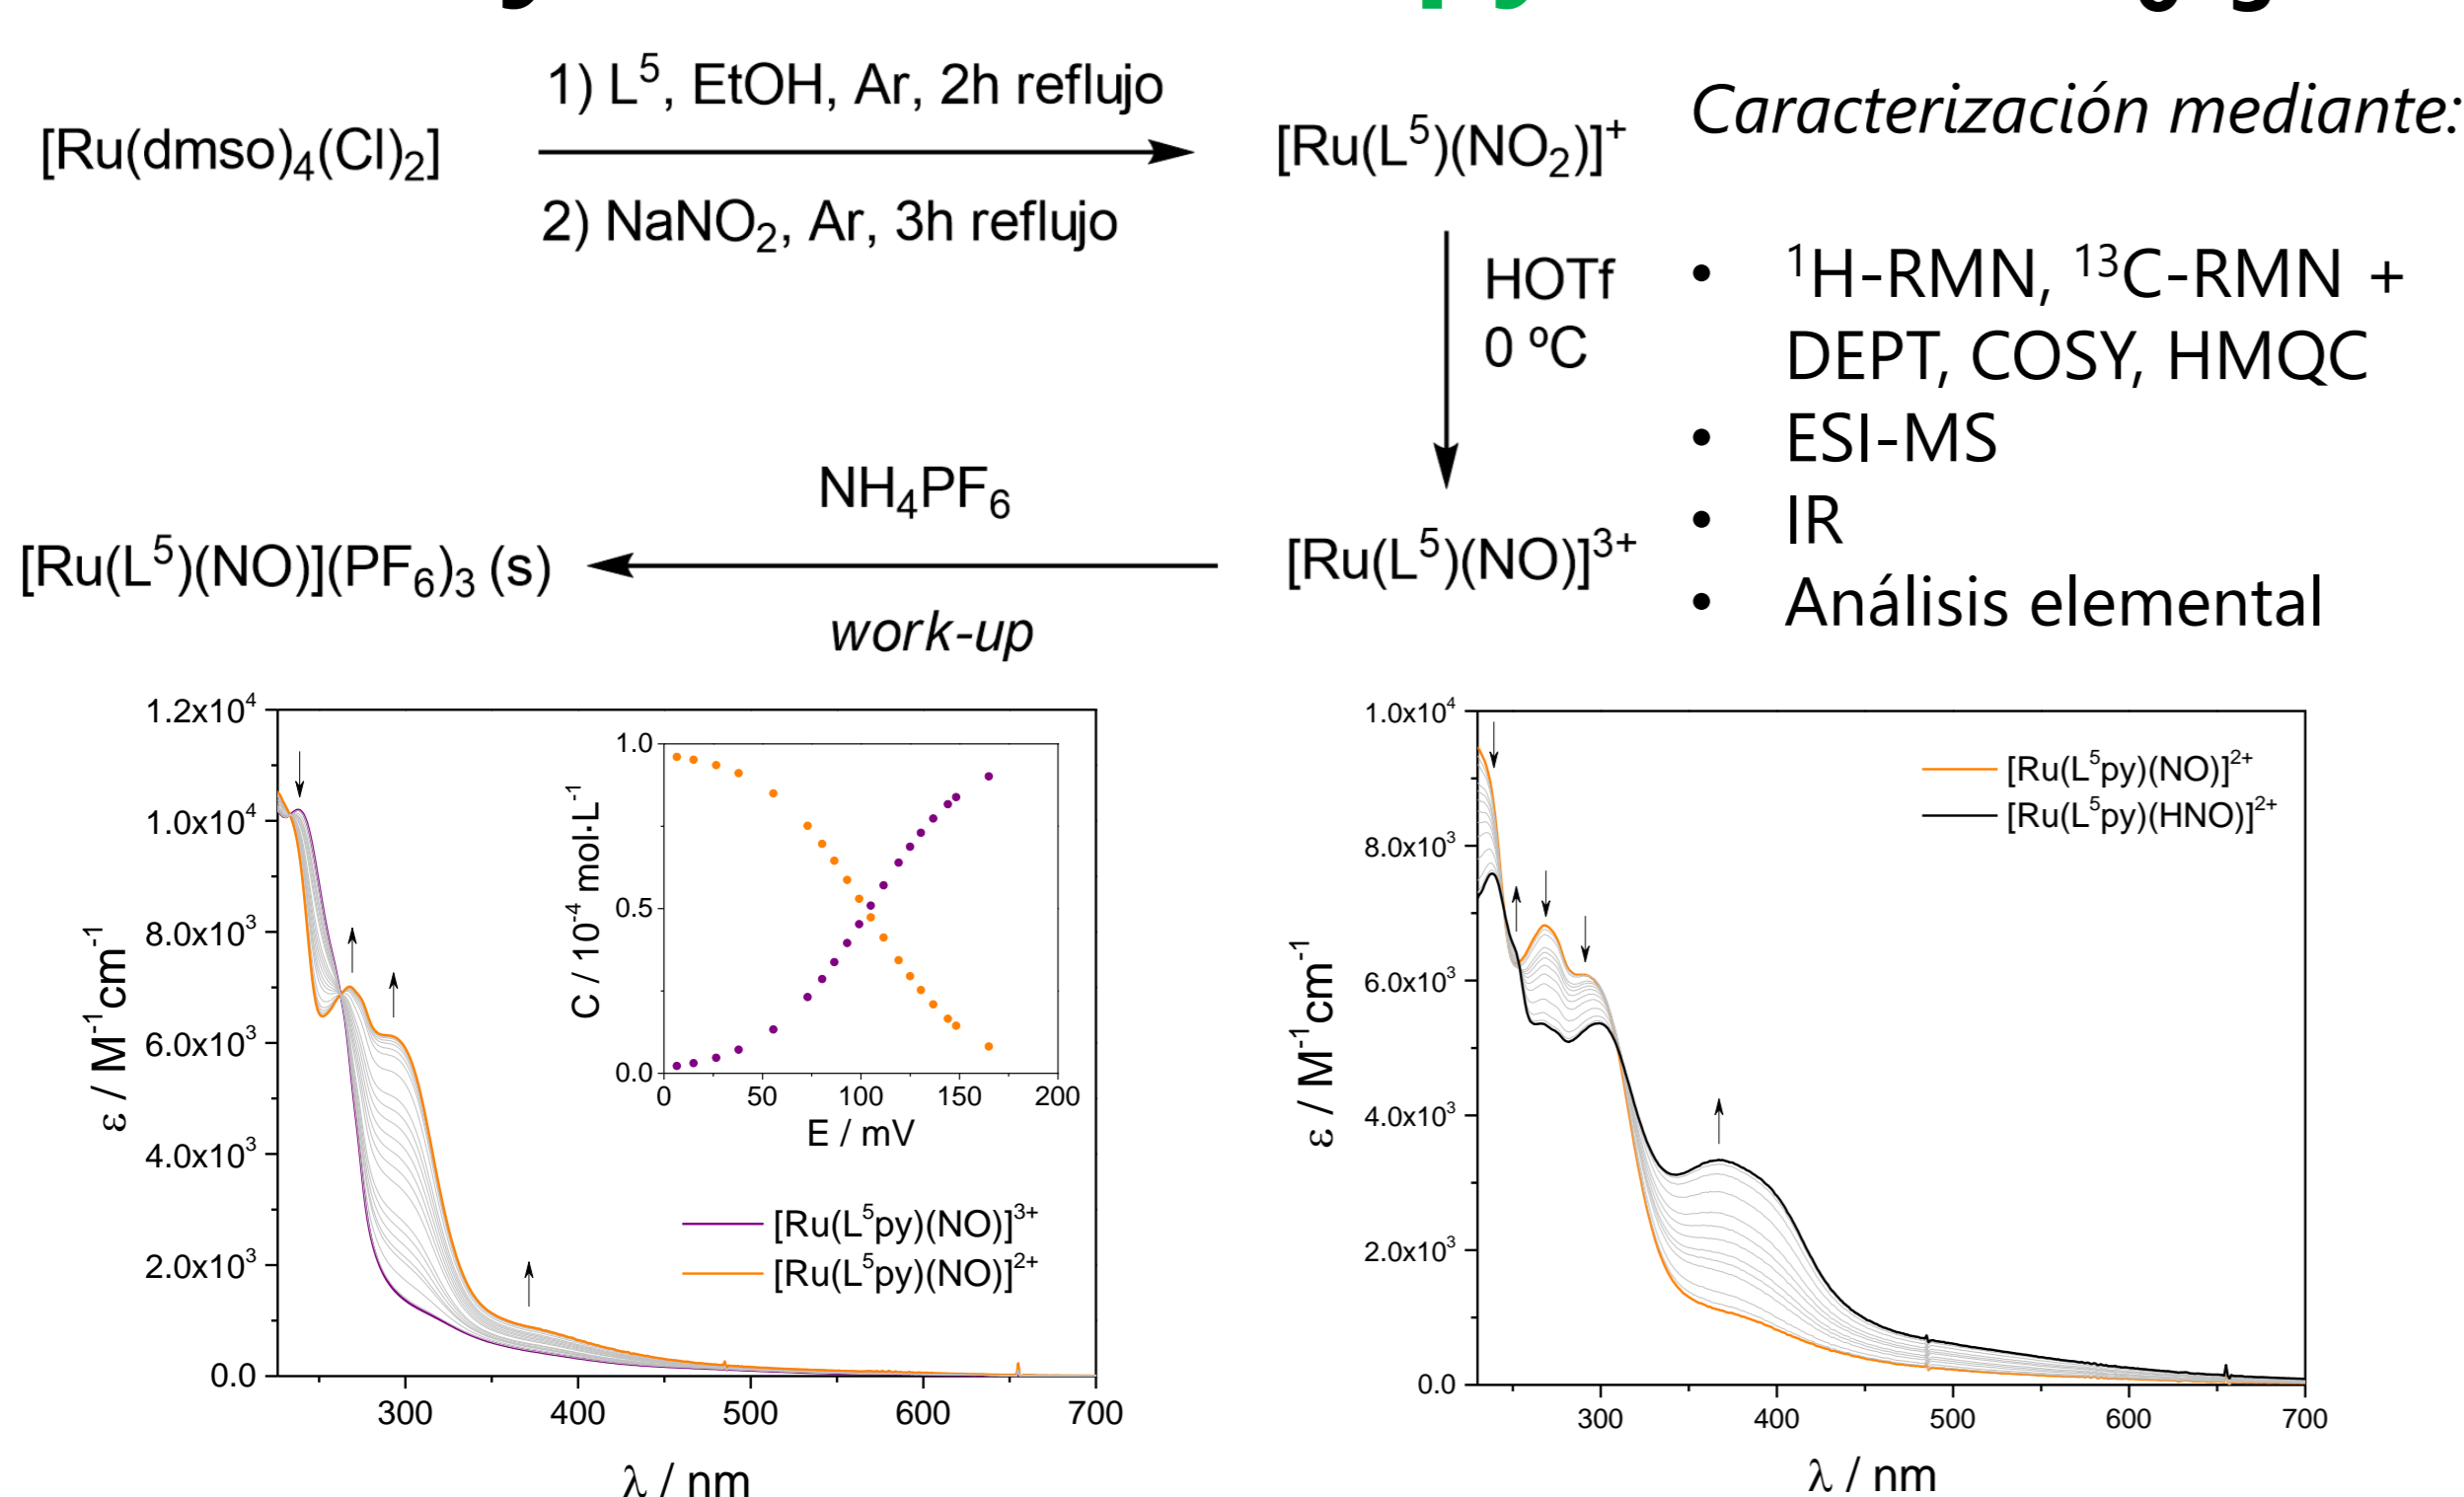 1) L⁵, EtOH, Ar, 2h reflujo
[Ru(dmso)₄(Cl)₂]
2) NaNO₂, Ar, 3h reflujo
[Ru(L⁵)(NO₂)]⁺
HOTf
0 ºC
[Ru(L⁵)(NO)]³⁺
NH₄PF₆
work-up
[Ru(L⁵)(NO)](PF₆)₃ (s)
Caracterización mediante:
• ¹H-RMN, ¹³C-RMN +
DEPT, COSY, HMQC
• ESI-MS
• IR
• Análisis elemental
1.2x10⁴
1.0x10⁴
8.0x10³
6.0x10³
4.0x10³
2.0x10³
0.0
ε / M⁻¹cm⁻¹
300 400 500 600 700
λ / nm
1.0
0.5
0.0
C / 10⁻⁴ mol·L⁻¹
0 50 100 150 200
E / mV
[Ru(L⁵py)(NO)]³⁺
[Ru(L⁵py)(NO)]²⁺
1.0x10⁴
8.0x10³
6.0x10³
4.0x10³
2.0x10³
0.0
ε / M⁻¹cm⁻¹
[Ru(L⁵py)(NO)]²⁺
[Ru(L⁵py)(HNO)]²⁺
300 400 500 600 700
λ / nm